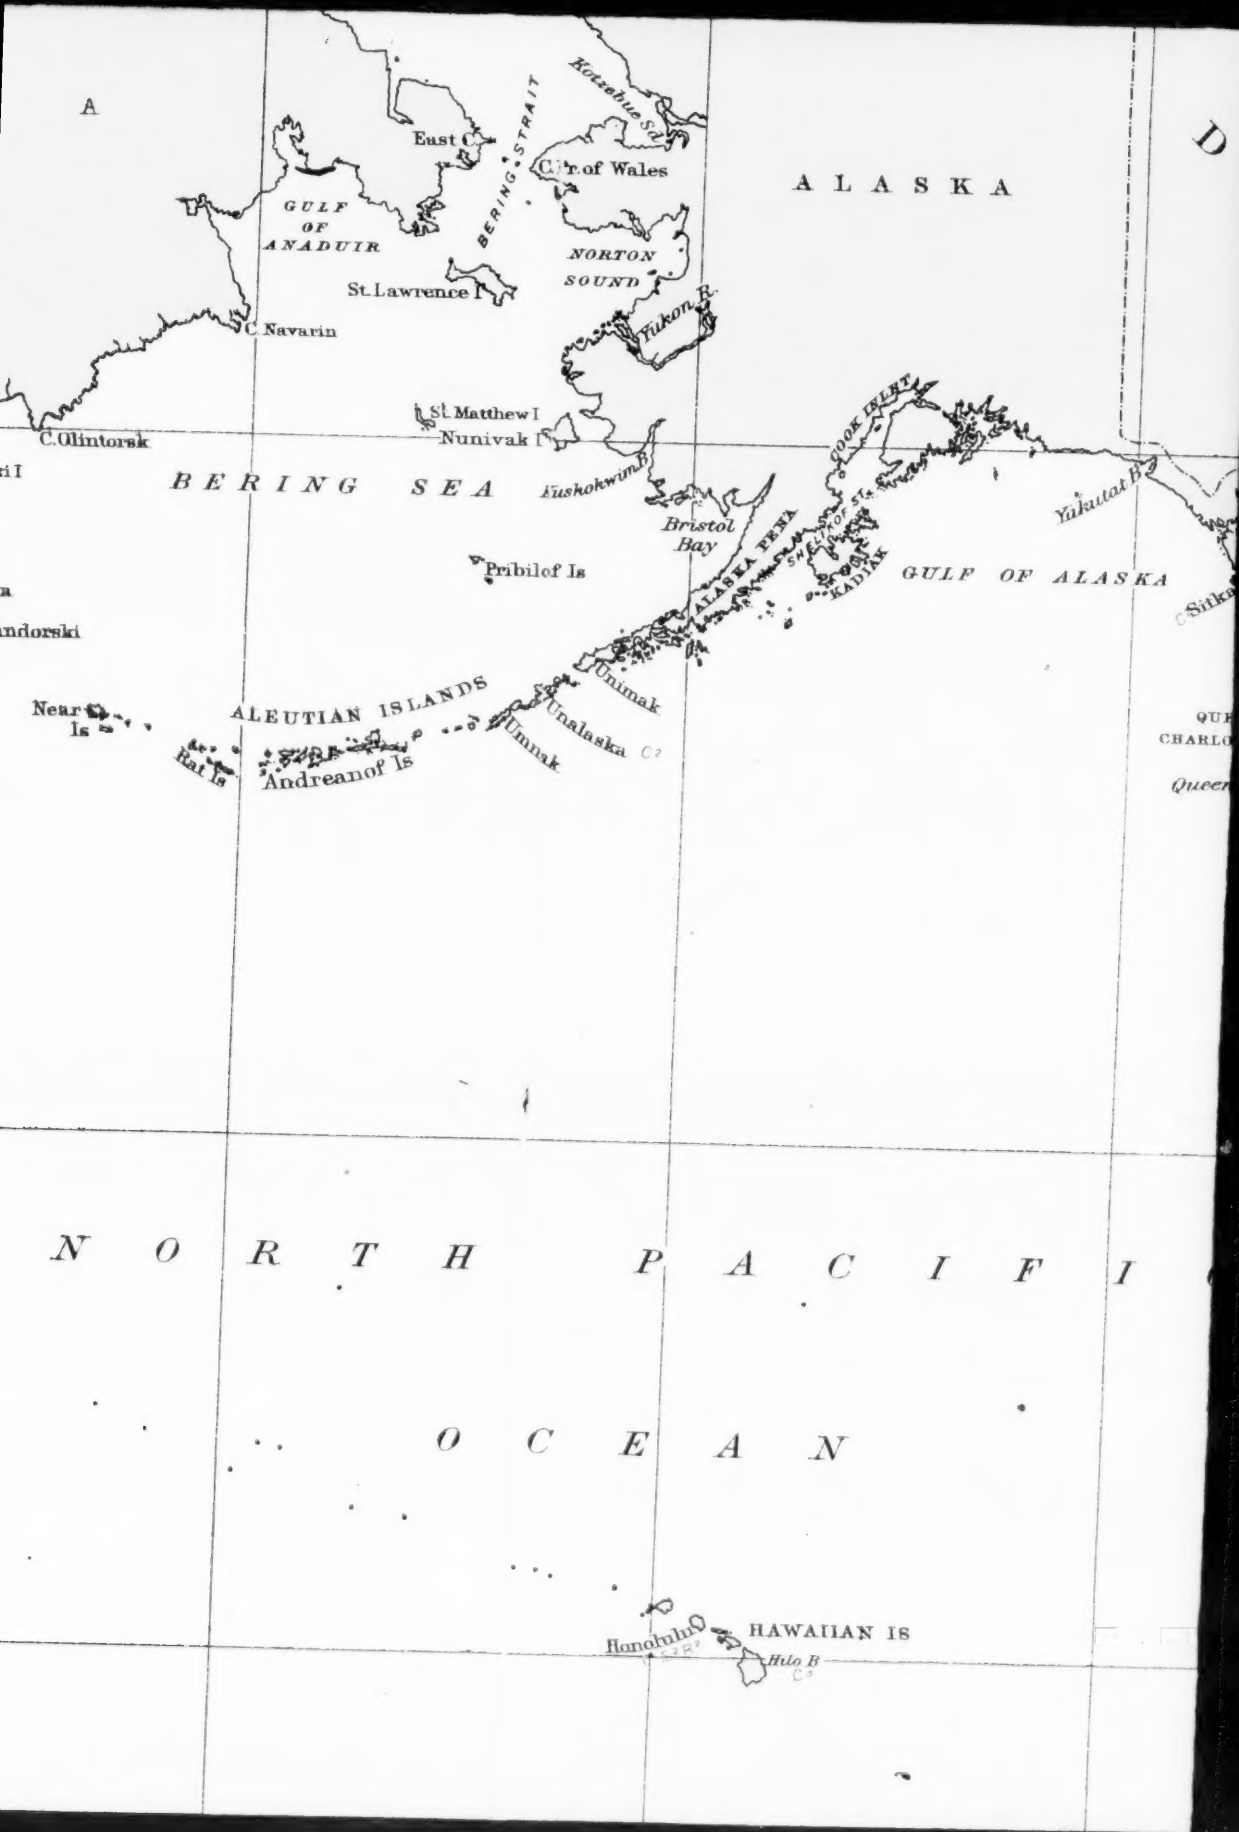 A
D
Kotzebue Sd.
East C.
BERING STRAIT
C. Pr. of Wales
ALASKA
GULF
OF
ANADUIR
NORTON
SOUND
St. Lawrence I
Yukon R.
C. Navarin
COOK INLET
St. Matthew I
C. Olintorsk
Nunivak I
BERING SEA
Kushokwim B
Yukutat B
Bristol
Bay
SHELIKOF ST.
ALASKA PENA
KADIAK
Pribilof Is
GULF OF ALASKA
Sitka
andorski
Unimak
ALEUTIAN ISLANDS
Near
Is
Unalaska
C?
Umnak
Rat Is
Andreanof Is
QUE
CHARLO
Queen
NORTH PACIFI
OCEAN
HAWAIIAN IS
Honolulu
Hilo B